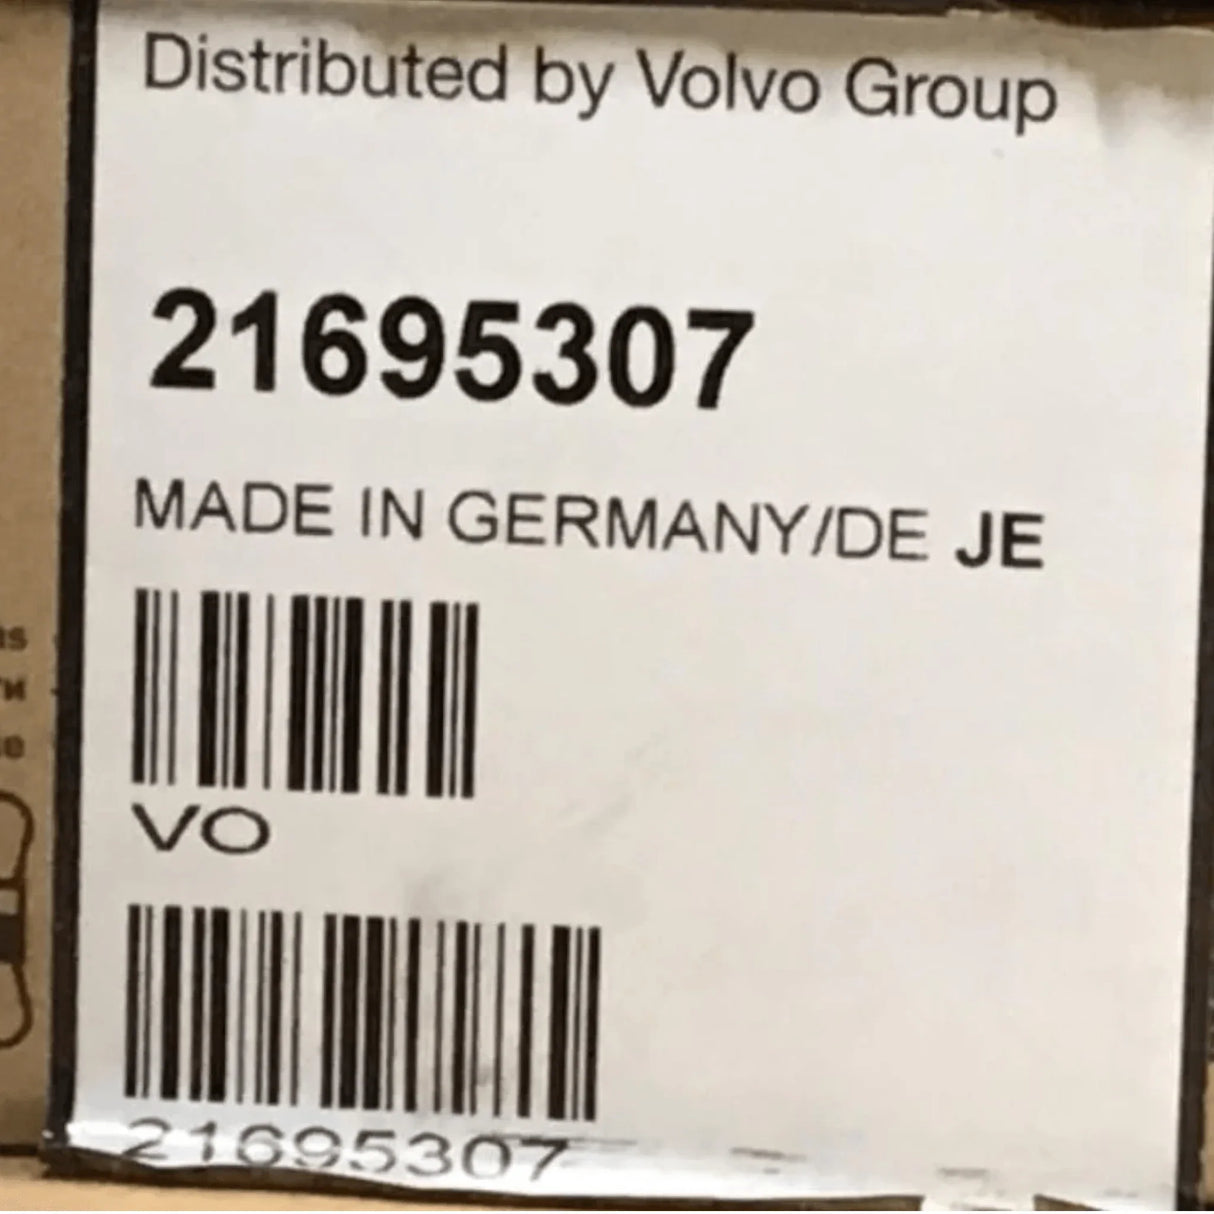 Distributed by Volvo Group
21695307
MADE IN GERMANY/DE JE
VO
21695307